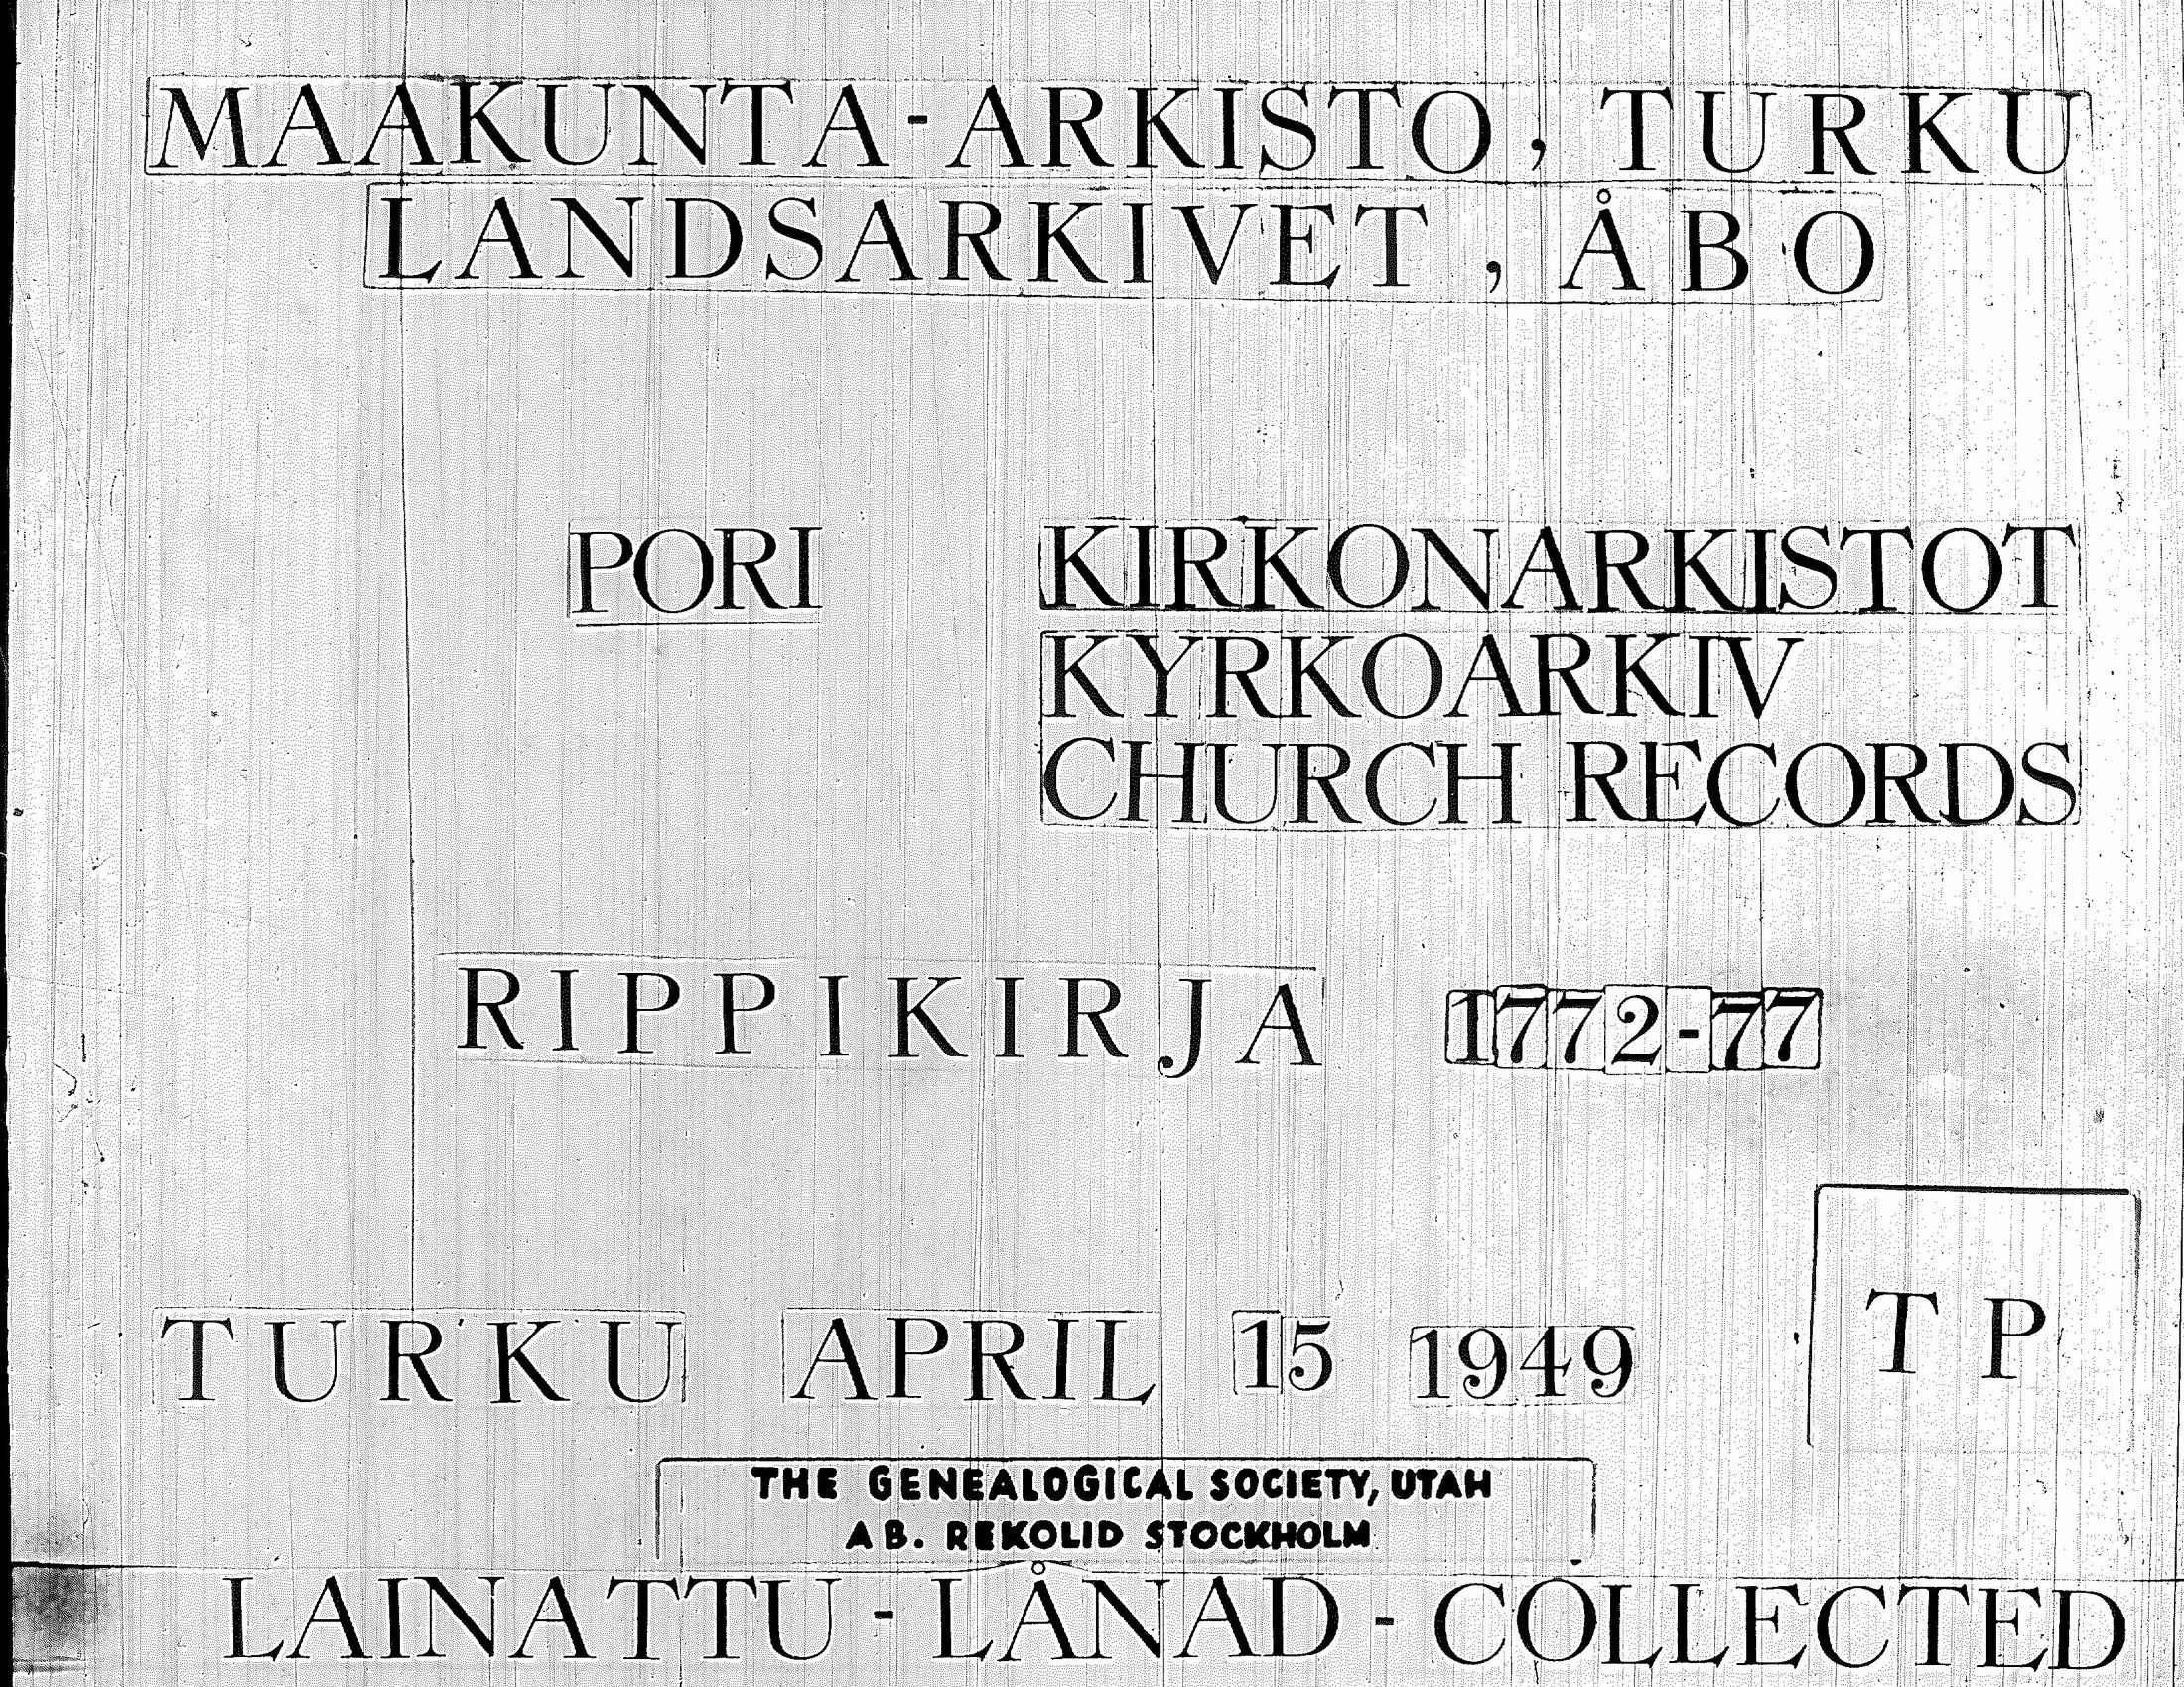 MAAKUNTA-ARKISTO, TURKU
LANDSARKIVET, ÅBO
PORI KIRKONARKISTOT
KYRKOARKIV
CHURCH RECORDS
RIPPIKIRJA 1772-77
TURKU APRIL 15 1949 TP
THE GENEALOGICAL SOCIETY, UTAH
AB. REKOLID STOCKHOLM
LAINATTU - LÅNAD - COLLECTED